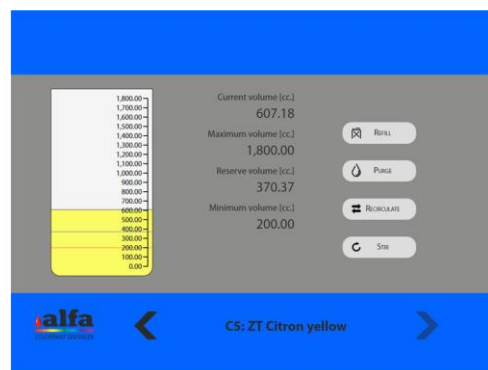 1,800.00
1,700.00
1,600.00
1,500.00
1,400.00
1,300.00
1,200.00
1,100.00
1,000.00
900.00
800.00
700.00
600.00
500.00
400.00
300.00
200.00
100.00
0.00
Current volume [cc.]
607.18
Maximum volume [cc.]
1,800.00
Reserve volume [cc.]
370.37
Minimum volume [cc.]
200.00
Refill
Purge
Recirculate
Stir
alfa
COLORANT DISPENSER
C5: ZT Citron yellow